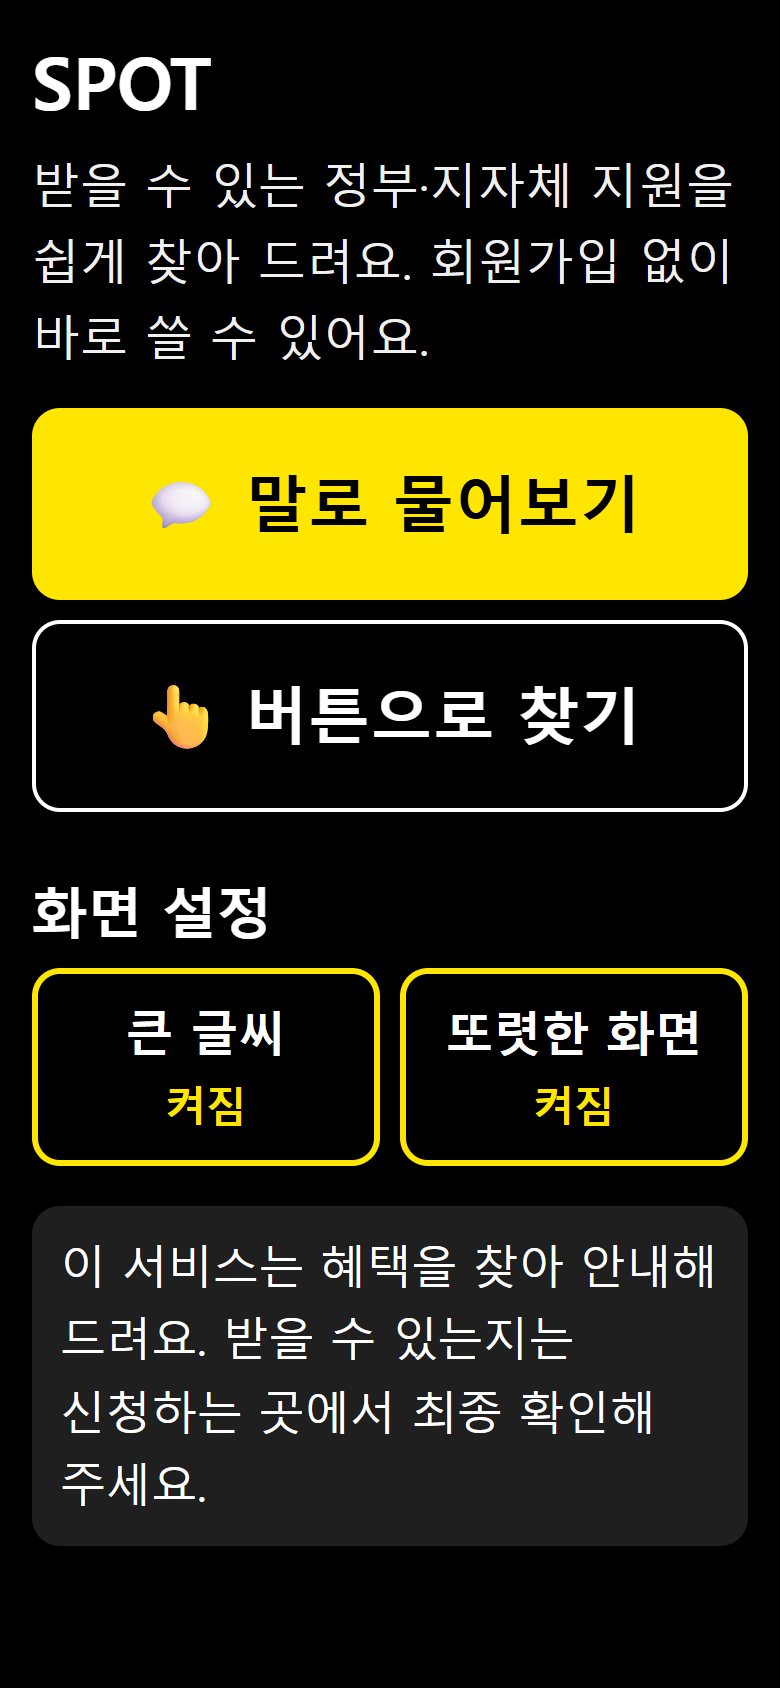 SPOT
받을 수 있는 정부·지자체 지원을
쉽게 찾아 드려요. 회원가입 없이
바로 쓸 수 있어요.
말로 물어보기
버튼으로 찾기
화면 설정
큰 글씨
켜짐
또렷한 화면
켜짐
이 서비스는 혜택을 찾아 안내해
드려요. 받을 수 있는지는
신청하는 곳에서 최종 확인해
주세요.